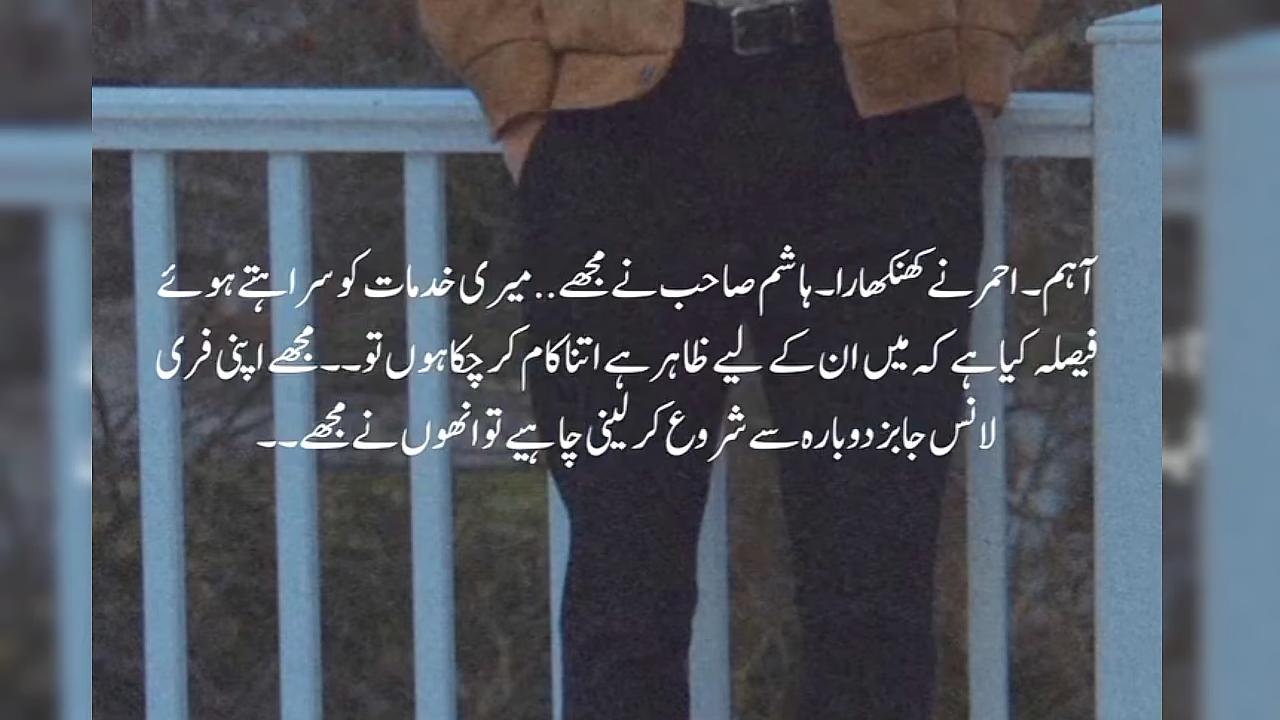 آہم۔ احمر نے کھنکھارا۔ ہاشم صاحب نے مجھے.. میری خدمات کو سراہتے ہوئے
فیصلہ کیا ہے کہ میں ان کے لیے ظاہر ہے اتنا کام کر چکا ہوں تو۔۔ مجھے اپنی فری
لانس جابز دوبارہ سے شروع کر لینی چاہیے تو انھوں نے مجھے۔۔